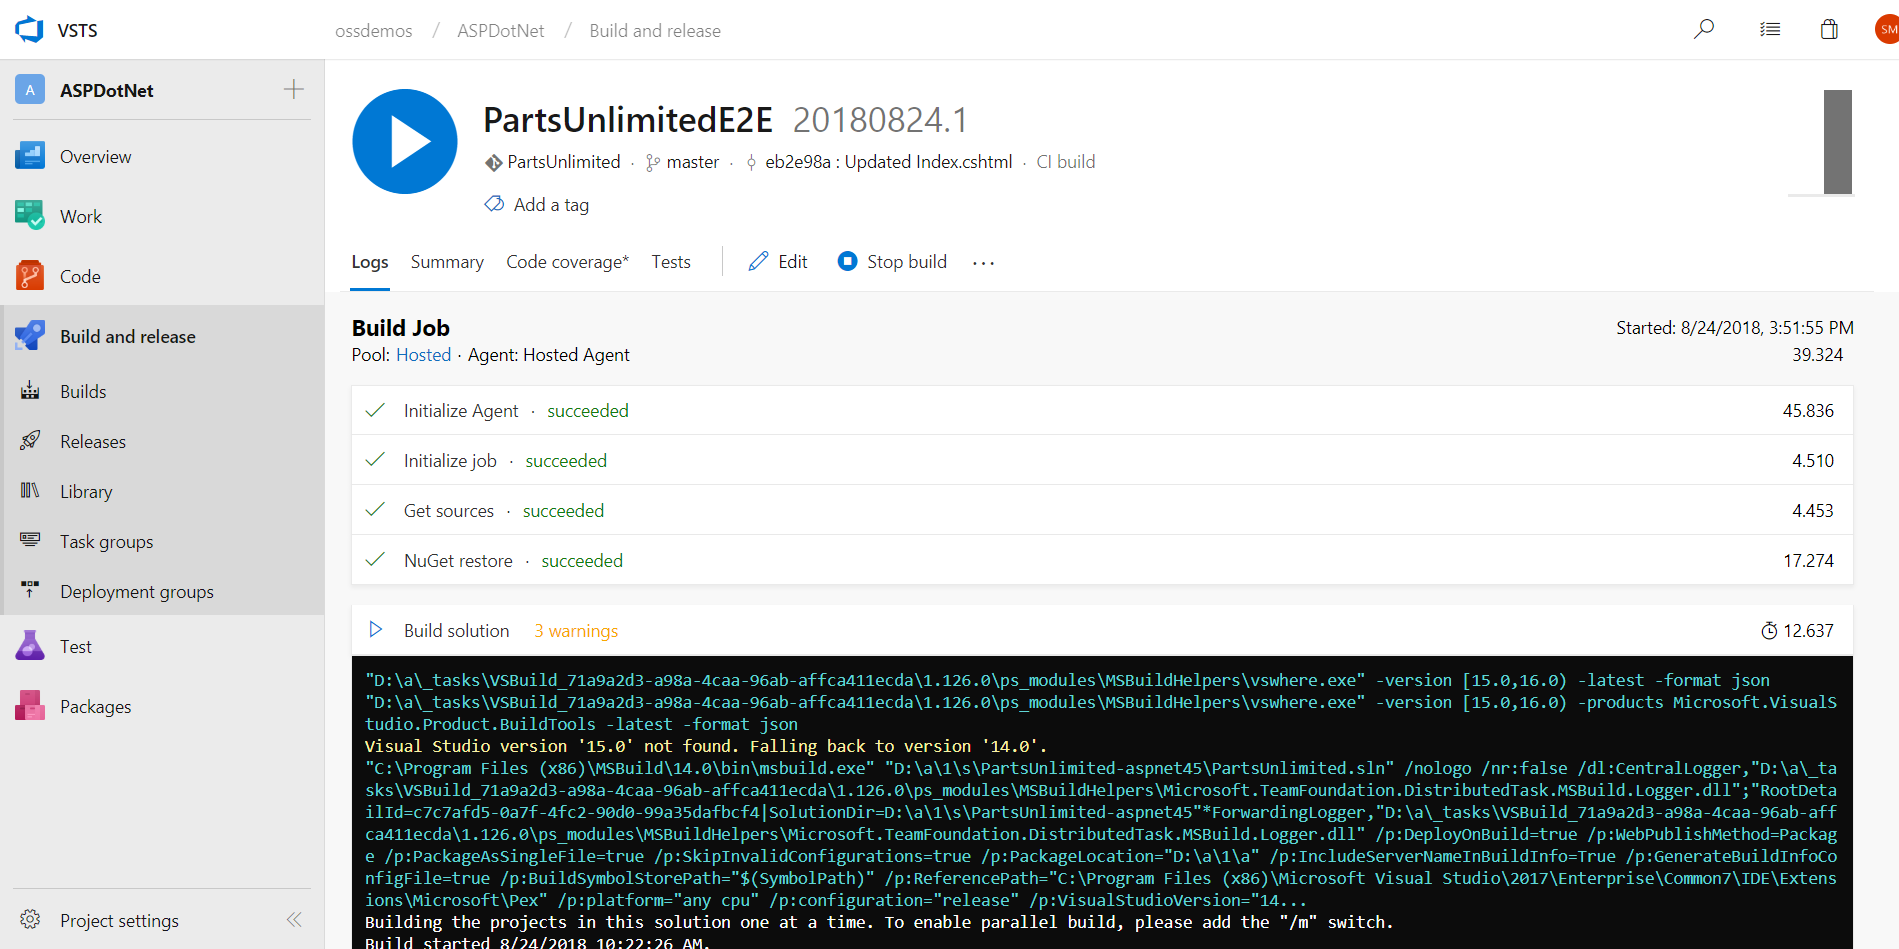 VSTS
ossdemos / ASPDotNet / Build and release
SM
A ASPDotNet
Overview
Work
Code
Build and release
Builds
Releases
Library
Task groups
Deployment groups
Test
Packages
Project settings
PartsUnlimitedE2E 20180824.1
PartsUnlimited · master · eb2e98a : Updated Index.cshtml · CI build
Add a tag
Logs Summary Code coverage* Tests Edit Stop build ...
Build Job
Started: 8/24/2018, 3:51:55 PM
Pool: Hosted · Agent: Hosted Agent
39.324
Initialize Agent · succeeded 45.836
Initialize job · succeeded 4.510
Get sources · succeeded 4.453
NuGet restore · succeeded 17.274
Build solution 3 warnings 12.637
"D:\a\_tasks\VSBuild_71a9a2d3-a98a-4caa-96ab-affca411ecda\1.126.0\ps_modules\MSBuildHelpers\vswhere.exe" -version [15.0,16.0) -latest -format json
"D:\a\_tasks\VSBuild_71a9a2d3-a98a-4caa-96ab-affca411ecda\1.126.0\ps_modules\MSBuildHelpers\vswhere.exe" -version [15.0,16.0) -products Microsoft.VisualS
tudio.Product.BuildTools -latest -format json
Visual Studio version '15.0' not found. Falling back to version '14.0'.
"C:\Program Files (x86)\MSBuild\14.0\bin\msbuild.exe" "D:\a\1\s\PartsUnlimited-aspnet45\PartsUnlimited.sln" /nologo /nr:false /dl:CentralLogger,"D:\a\_ta
sks\VSBuild_71a9a2d3-a98a-4caa-96ab-affca411ecda\1.126.0\ps_modules\MSBuildHelpers\Microsoft.TeamFoundation.DistributedTask.MSBuild.Logger.dll";"RootDeta
ilId=c7c7afd5-0a7f-4fc2-90d0-99a35dafbcf4|SolutionDir=D:\a\1\s\PartsUnlimited-aspnet45"*ForwardingLogger,"D:\a\_tasks\VSBuild_71a9a2d3-a98a-4caa-96ab-aff
ca411ecda\1.126.0\ps_modules\MSBuildHelpers\Microsoft.TeamFoundation.DistributedTask.MSBuild.Logger.dll" /p:DeployOnBuild=true /p:WebPublishMethod=Packag
e /p:PackageAsSingleFile=true /p:SkipInvalidConfigurations=true /p:PackageLocation="D:\a\1\a" /p:IncludeServerNameInBuildInfo=True /p:GenerateBuildInfoCo
nfigFile=true /p:BuildSymbolStorePath="$(SymbolPath)" /p:ReferencePath="C:\Program Files (x86)\Microsoft Visual Studio\2017\Enterprise\Common7\IDE\Extens
ions\Microsoft\Pex" /p:platform="any cpu" /p:configuration="release" /p:VisualStudioVersion="14...
Building the projects in this solution one at a time. To enable parallel build, please add the "/m" switch.
Build started 8/24/2018 10:22:26 AM.